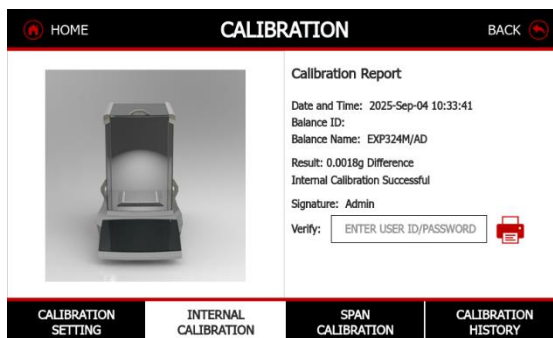 HOME
CALIBRATION
BACK
Calibration Report
Date and Time: 2025-Sep-04 10:33:41
Balance ID:
Balance Name: EXP324M/AD
Result: 0.0018g Difference
Internal Calibration Successful
Signature: Admin
Verify: ENTER USER ID/PASSWORD
CALIBRATION SETTING
INTERNAL CALIBRATION
SPAN CALIBRATION
CALIBRATION HISTORY